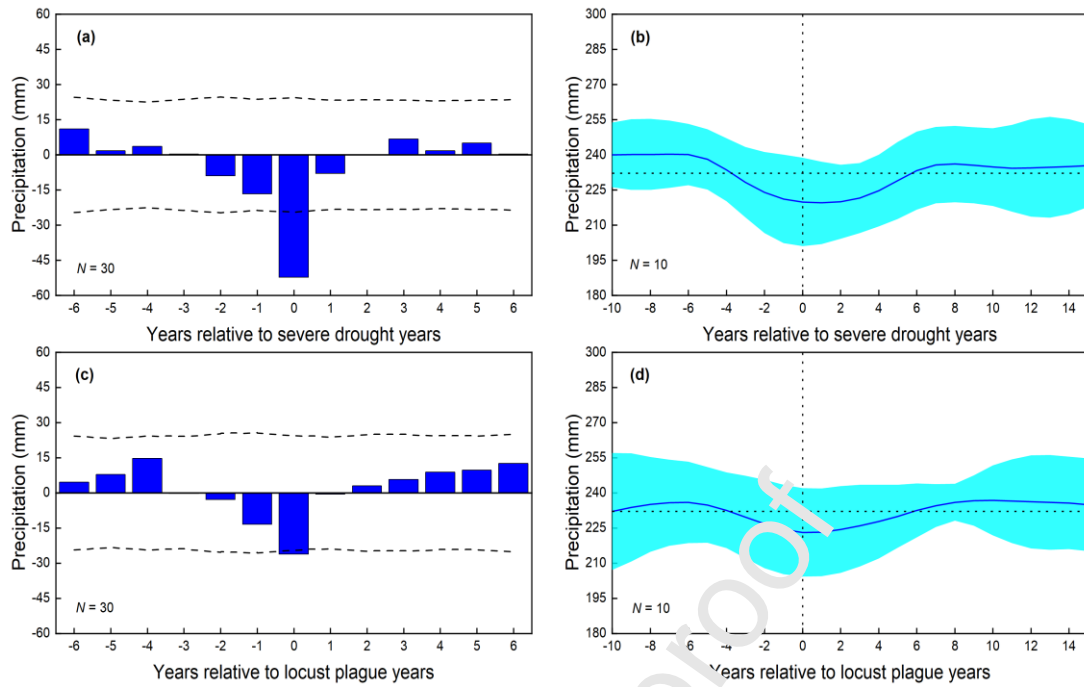 (a)
60
45
30
15
0
-15
-30
-45
-60
Precipitation (mm)
N = 30
-6 -5 -4 -3 -2 -1 0 1 2 3 4 5 6
Years relative to severe drought years
(b)
300
285
270
255
240
225
210
195
180
Precipitation (mm)
N = 10
-10 -8 -6 -4 -2 0 2 4 6 8 10 12 14
Years relative to severe drought years
(c)
60
45
30
15
0
-15
-30
-45
-60
Precipitation (mm)
N = 30
-6 -5 -4 -3 -2 -1 0 1 2 3 4 5 6
Years relative to locust plague years
(d)
300
285
270
255
240
225
210
195
180
Precipitation (mm)
N = 10
-10 -8 -6 -4 -2 0 2 4 6 8 10 12 14
Years relative to locust plague years
proof